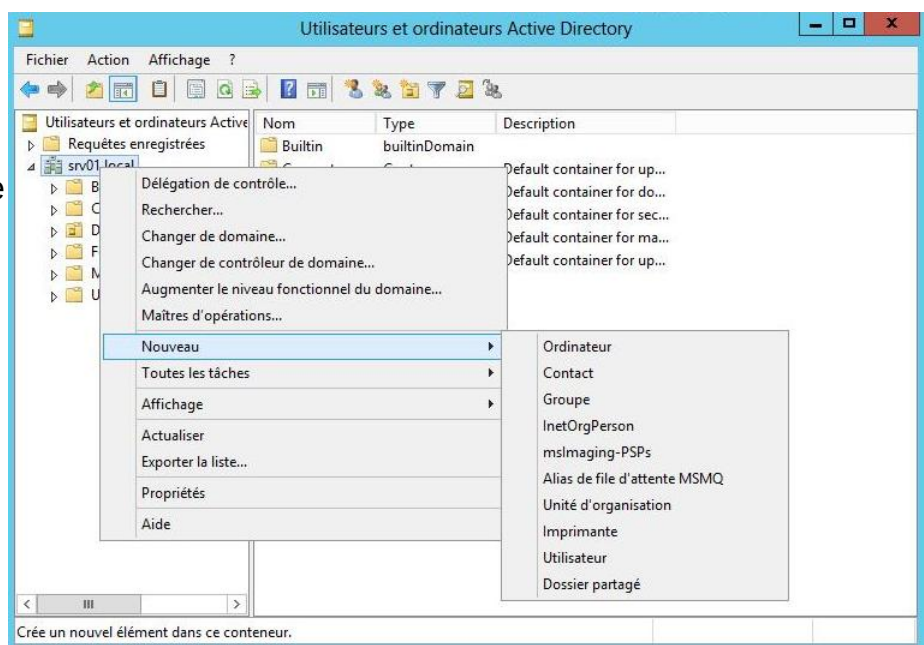 Utilisateurs et ordinateurs Active Directory
Fichier Action Affichage ?
Utilisateurs et ordinateurs Active
Nom Type Description
Requêtes enregistrées
Builtin builtinDomain
srv01.local
Default container for up...
B
Default container for do...
C
Default container for sec...
D
Default container for ma...
F
Default container for up...
M
U
Délégation de contrôle...
Rechercher...
Changer de domaine...
Changer de contrôleur de domaine...
Augmenter le niveau fonctionnel du domaine...
Maîtres d'opérations...
Nouveau
Toutes les tâches
Affichage
Actualiser
Exporter la liste...
Propriétés
Aide
Ordinateur
Contact
Groupe
InetOrgPerson
msImaging-PSPs
Alias de file d'attente MSMQ
Unité d'organisation
Imprimante
Utilisateur
Dossier partagé
Crée un nouvel élément dans ce conteneur.